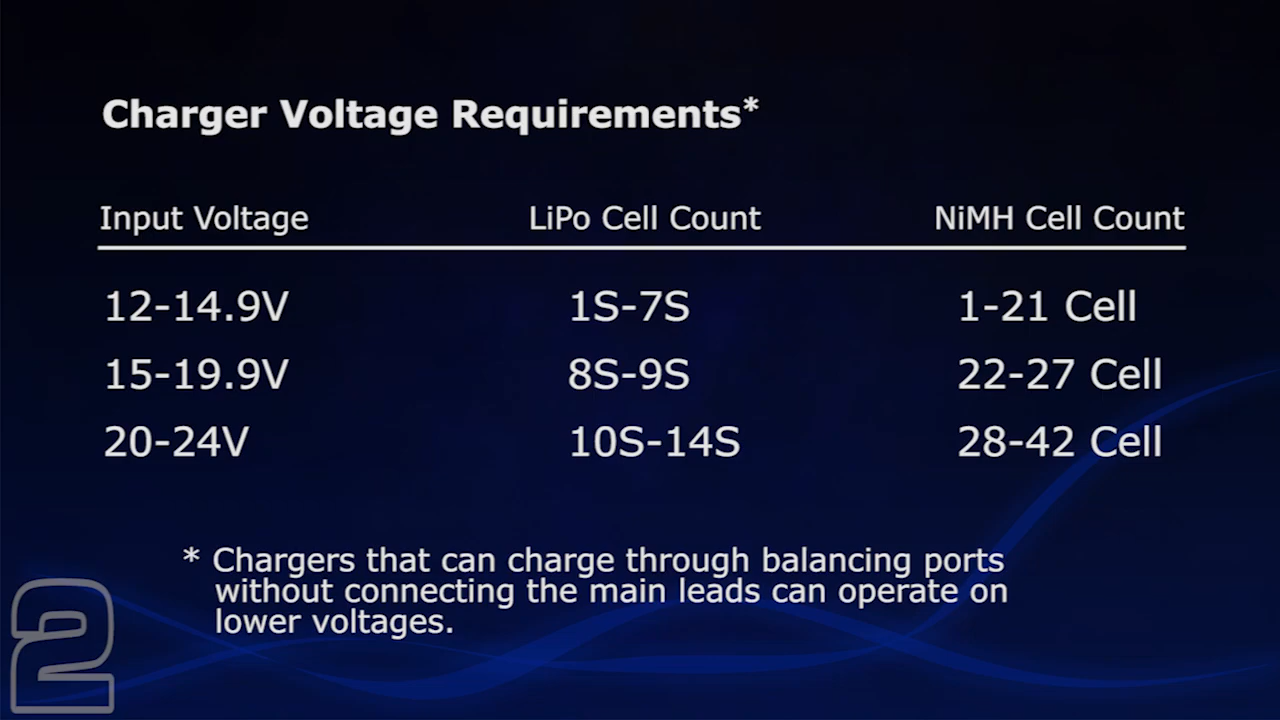 Charger Voltage Requirements*
Input Voltage LiPo Cell Count NiMH Cell Count
12-14.9V 1S-7S 1-21 Cell
15-19.9V 8S-9S 22-27 Cell
20-24V 10S-14S 28-42 Cell
* Chargers that can charge through balancing ports
without connecting the main leads can operate on
lower voltages.
2